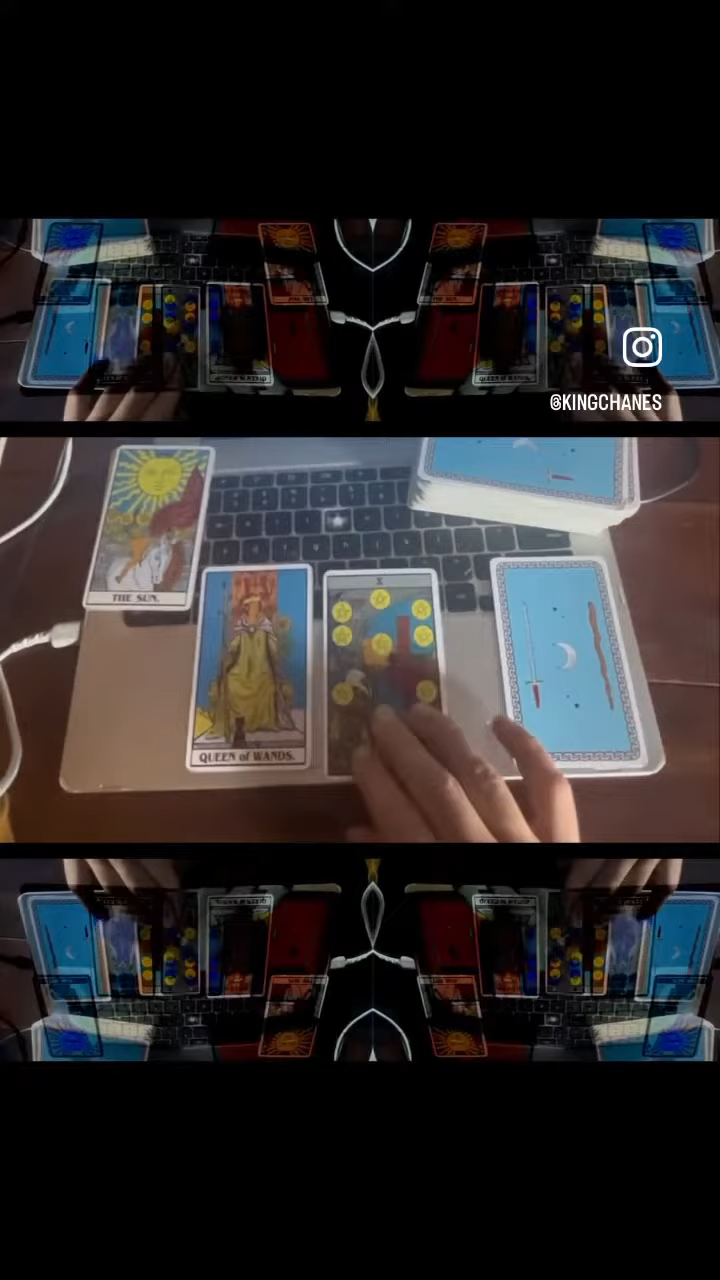 @KINGCHANES
THE SUN.
X
QUEEN of WANDS.